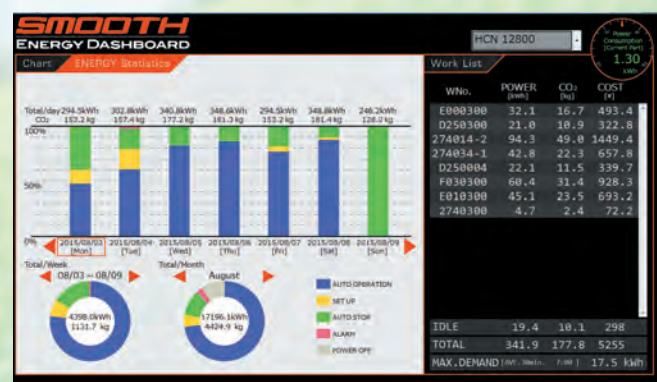 SMOOTH
ENERGY DASHBOARD
HCN 12800
Power
Consumption
(Current Part)
1.30
kWh
Chart ENERGY Statistics
Work List
Total/day 294.5kWh 302.8kWh 340.8kWh 348.6kWh 294.5kWh 348.8kWh 246.2kWh
CO2 153.2 kg 157.4 kg 177.2 kg 181.3 kg 153.2 kg 181.4 kg 128.0 kg
100%
50%
0%
2015/08/03 2015/08/04 2015/08/05 2015/08/06 2015/08/07 2015/08/08 2015/08/09
[Mon] [Tue] [Wed] [Thu] [Fri] [Sat] [Sun]
Total/Week
08/03 – 08/09
4398.0kWh
1131.7 kg
Total/Month
August
17196.1kWh
4424.9 kg
AUTO OPERATION
SET UP
AUTO STOP
ALARM
POWER OFF
WNo. POWER [kWh] CO2 [kg] COST [¥]
E000300 32.1 16.7 493.4
D250300 21.0 10.9 322.8
274014-2 94.3 49.0 1449.4
274034-1 42.8 22.3 657.8
D250004 22.1 11.5 339.7
F030300 60.4 31.4 928.3
E010300 45.1 23.5 693.2
2740300 4.7 2.4 72.2
IDLE 19.4 10.1 298
TOTAL 341.9 177.8 5255
MAX.DEMAND 17.5 kWh